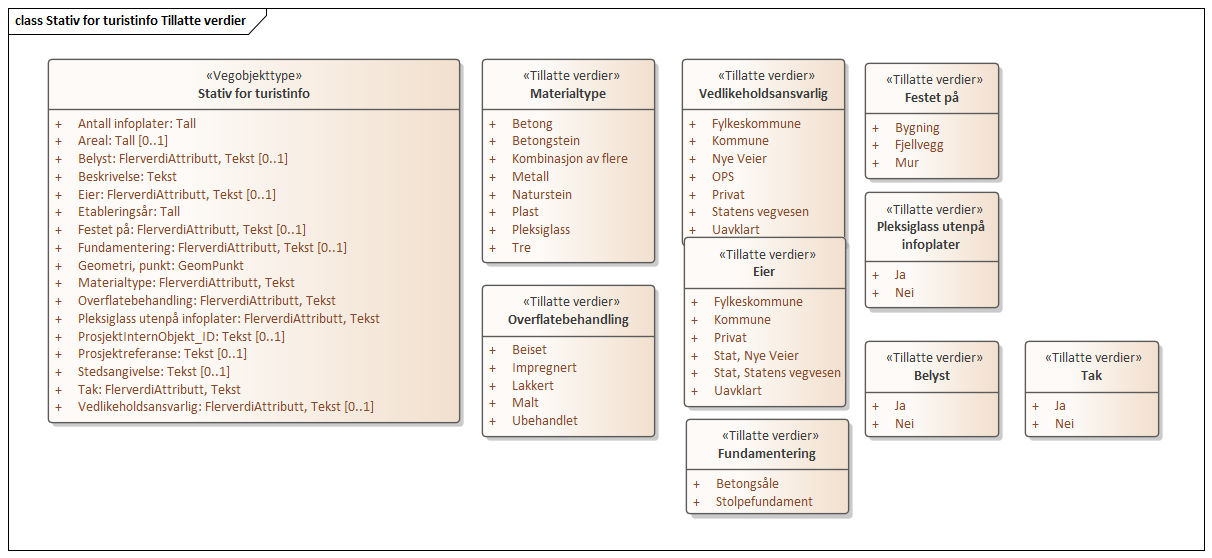 class Stativ for turistinfo Tillatte verdier
«Vegobjekttype»
Stativ for turistinfo
+ Antall infoplater: Tall
+ Areal: Tall [0..1]
+ Belyst: FlerverdiAttributt, Tekst [0..1]
+ Beskrivelse: Tekst
+ Eier: FlerverdiAttributt, Tekst [0..1]
+ Etableringsår: Tall
+ Festet på: FlerverdiAttributt, Tekst [0..1]
+ Fundamentering: FlerverdiAttributt, Tekst [0..1]
+ Geometri, punkt: GeomPunkt
+ Materialtype: FlerverdiAttributt, Tekst
+ Overflatebehandling: FlerverdiAttributt, Tekst
+ Pleksiglass utenpå infoplater: FlerverdiAttributt, Tekst
+ ProsjektInternObjekt_ID: Tekst [0..1]
+ Prosjektreferanse: Tekst [0..1]
+ Stedsangivelse: Tekst [0..1]
+ Tak: FlerverdiAttributt, Tekst
+ Vedlikeholdsansvarlig: FlerverdiAttributt, Tekst [0..1]
«Tillatte verdier»
Materialtype
+ Betong
+ Betongstein
+ Kombinasjon av flere
+ Metall
+ Naturstein
+ Plast
+ Pleksiglass
+ Tre
«Tillatte verdier»
Overflatebehandling
+ Beiset
+ Impregnert
+ Lakkert
+ Malt
+ Ubehandlet
«Tillatte verdier»
Vedlikeholdsansvarlig
+ Fylkeskommune
+ Kommune
+ Nye Veier
+ OPS
+ Privat
+ Statens vegvesen
+ Uavklart
«Tillatte verdier»
Eier
+ Fylkeskommune
+ Kommune
+ Privat
+ Stat, Nye Veier
+ Stat, Statens vegvesen
+ Uavklart
«Tillatte verdier»
Fundamentering
+ Betongsåle
+ Stolpefundament
«Tillatte verdier»
Festet på
+ Bygning
+ Fjellvegg
+ Mur
«Tillatte verdier»
Pleksiglass utenpå
infoplater
+ Ja
+ Nei
«Tillatte verdier»
Belyst
+ Ja
+ Nei
«Tillatte verdier»
Tak
+ Ja
+ Nei